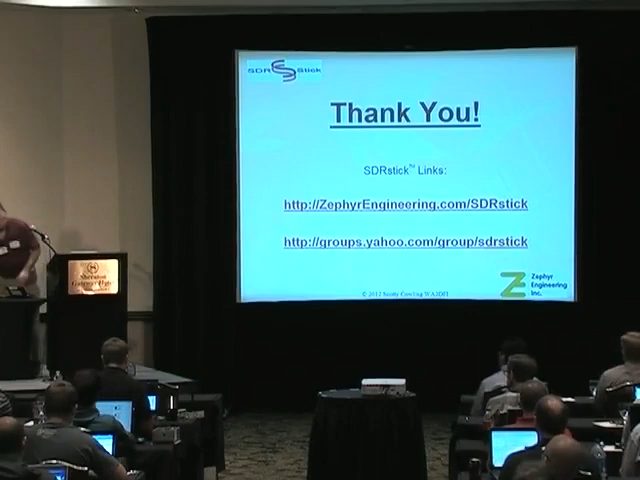 SDR Stick
Thank You!
SDRstick™ Links:
http://ZephyrEngineering.com/SDRstick
http://groups.yahoo.com/group/sdrstick
Zephyr
Engineering
Inc.
© 2012 Scotty Cowling WA2DFI
Sheraton